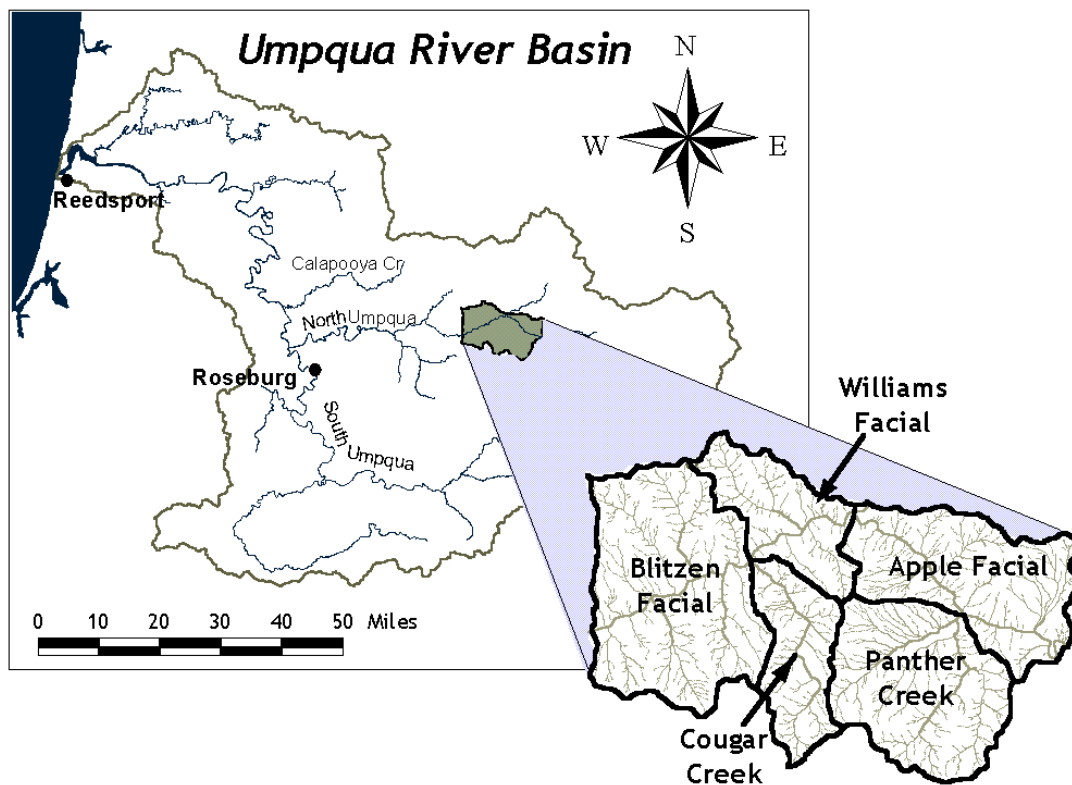 Umpqua River Basin
N
W
E
S
Reedsport
Calapooya Cr
North Umpqua
Roseburg
South
Umpqua
Williams
Facial
Blitzen
Facial
Apple Facial
Panther
Creek
Cougar
Creek
0 10 20 30 40 50 Miles